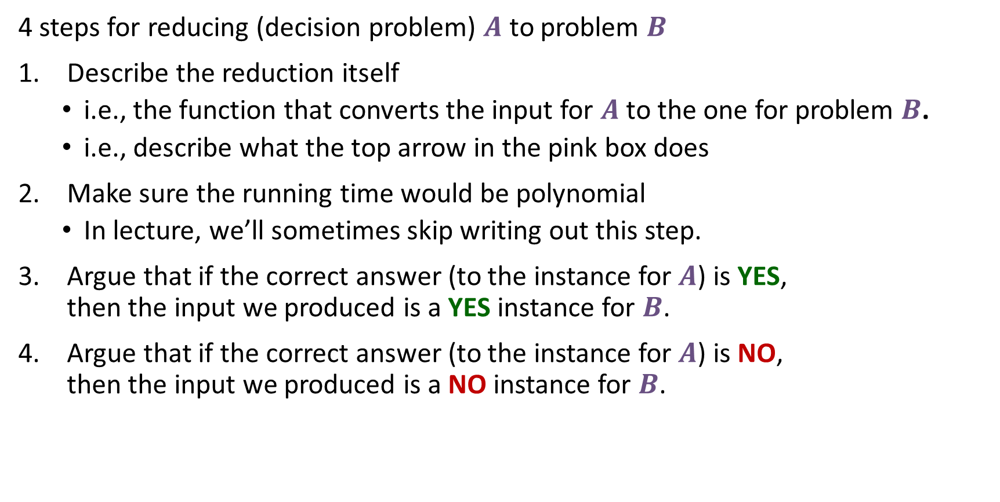 4 steps for reducing (decision problem) A to problem B
1. Describe the reduction itself
• i.e., the function that converts the input for A to the one for problem B.
• i.e., describe what the top arrow in the pink box does
2. Make sure the running time would be polynomial
• In lecture, we’ll sometimes skip writing out this step.
3. Argue that if the correct answer (to the instance for A) is YES,
then the input we produced is a YES instance for B.
4. Argue that if the correct answer (to the instance for A) is NO,
then the input we produced is a NO instance for B.